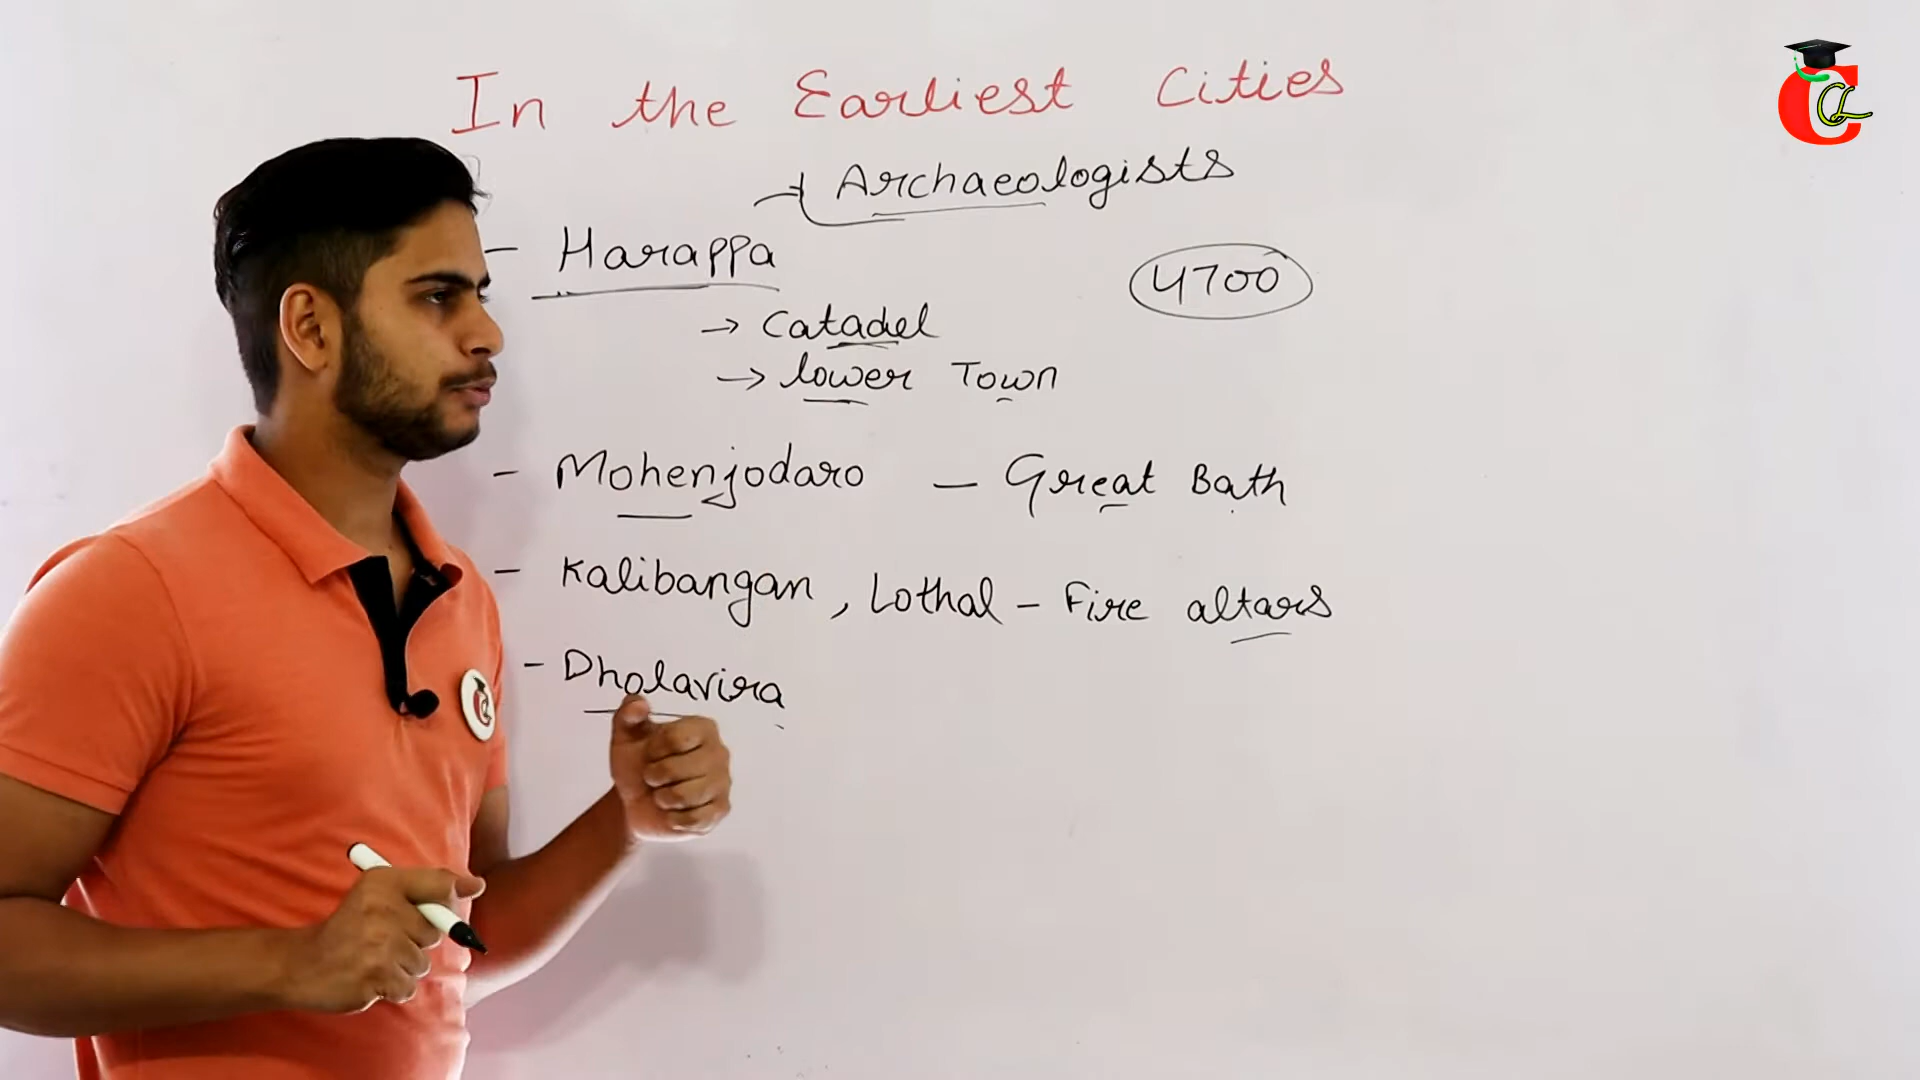 In the Earliest Cities
Archaeologists
- Harappa
4700
→ Catadel
→ lower Town
- Mohenjodaro - Great Bath
- Kalibangan, Lothal - Fire altars
- Dholavira